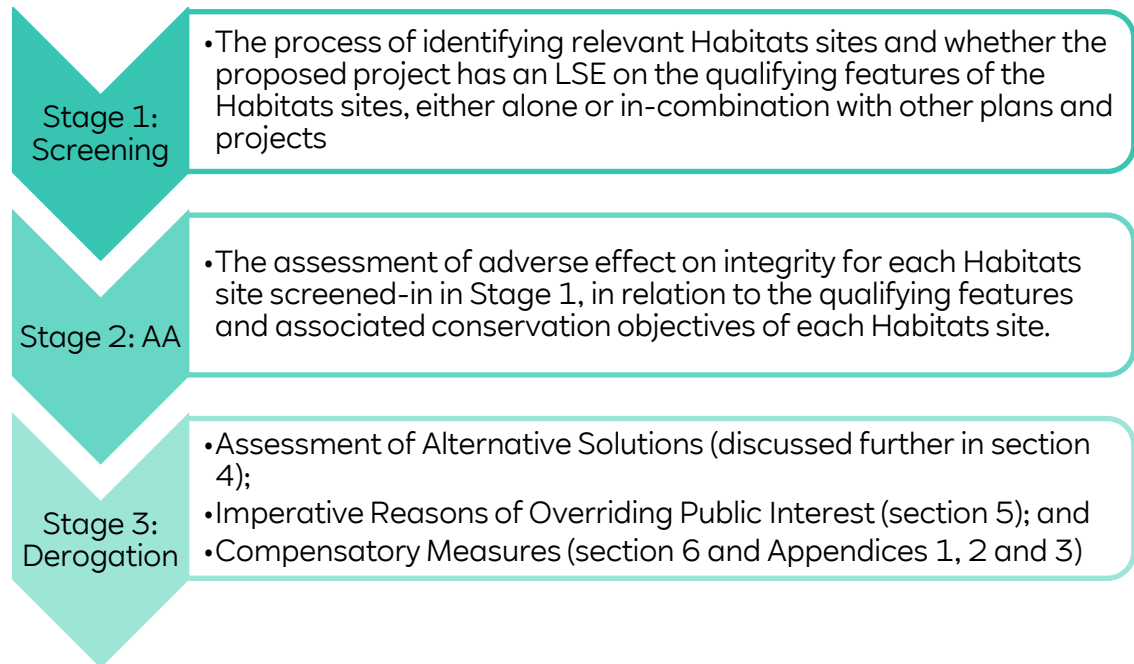 Stage 1:
Screening
•The process of identifying relevant Habitats sites and whether the
proposed project has an LSE on the qualifying features of the
Habitats sites, either alone or in-combination with other plans and
projects
Stage 2: AA
•The assessment of adverse effect on integrity for each Habitats
site screened-in in Stage 1, in relation to the qualifying features
and associated conservation objectives of each Habitats site.
Stage 3:
Derogation
•Assessment of Alternative Solutions (discussed further in section
4);
•Imperative Reasons of Overriding Public Interest (section 5); and
•Compensatory Measures (section 6 and Appendices 1, 2 and 3)